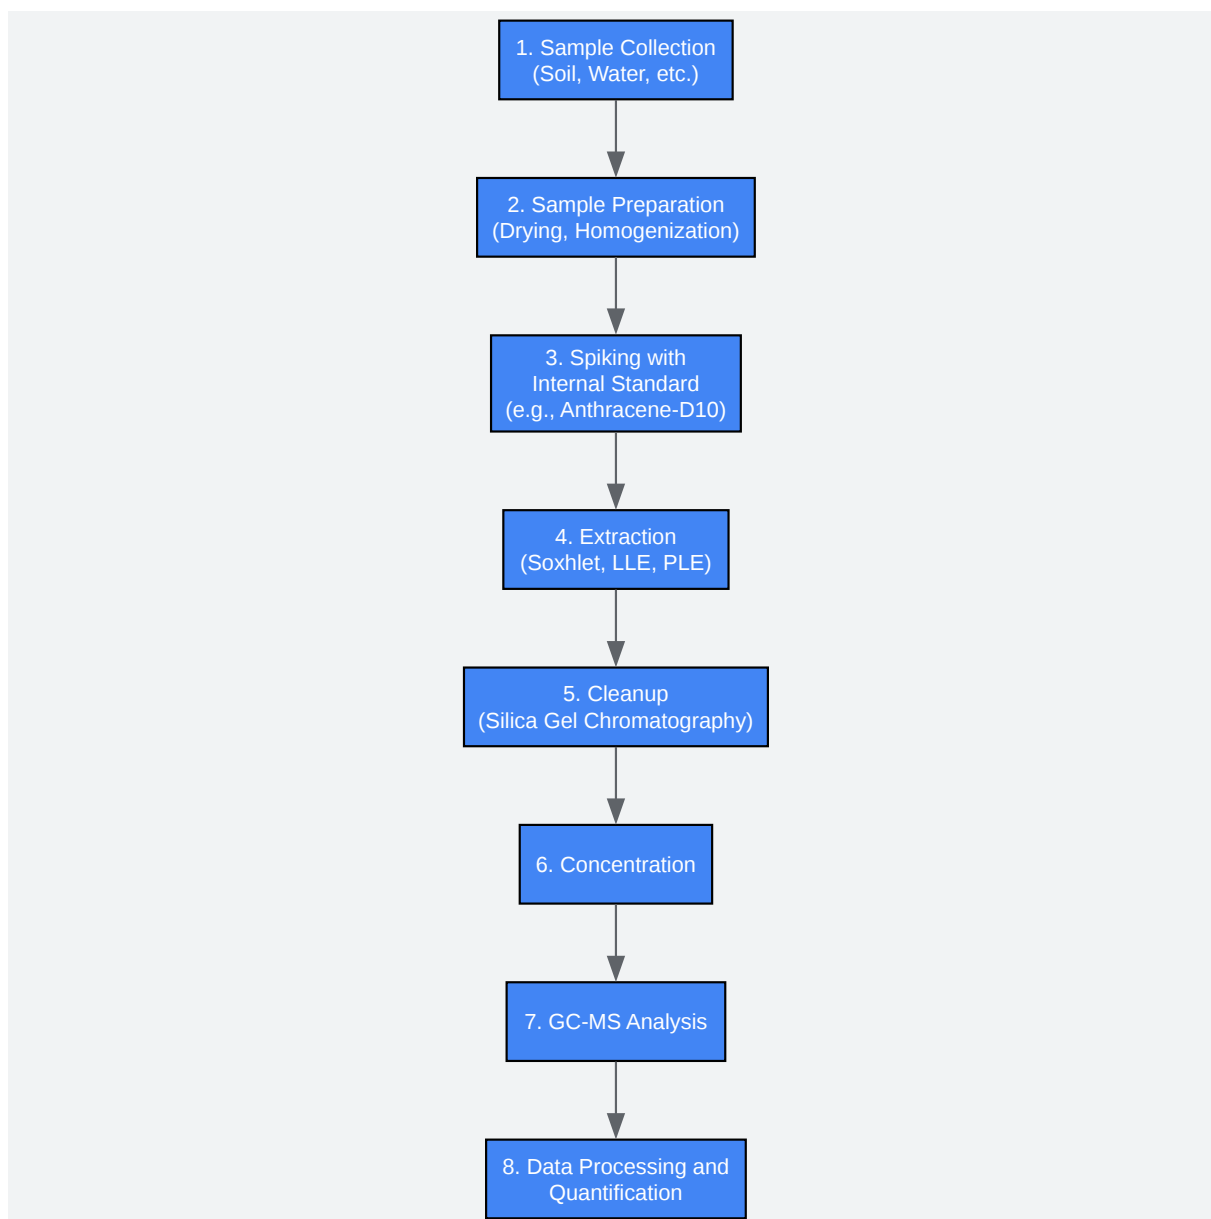 1. Sample Collection
(Soil, Water, etc.)
2. Sample Preparation
(Drying, Homogenization)
3. Spiking with
Internal Standard
(e.g., Anthracene-D10)
4. Extraction
(Soxhlet, LLE, PLE)
5. Cleanup
(Silica Gel Chromatography)
6. Concentration
7. GC-MS Analysis
8. Data Processing and
Quantification